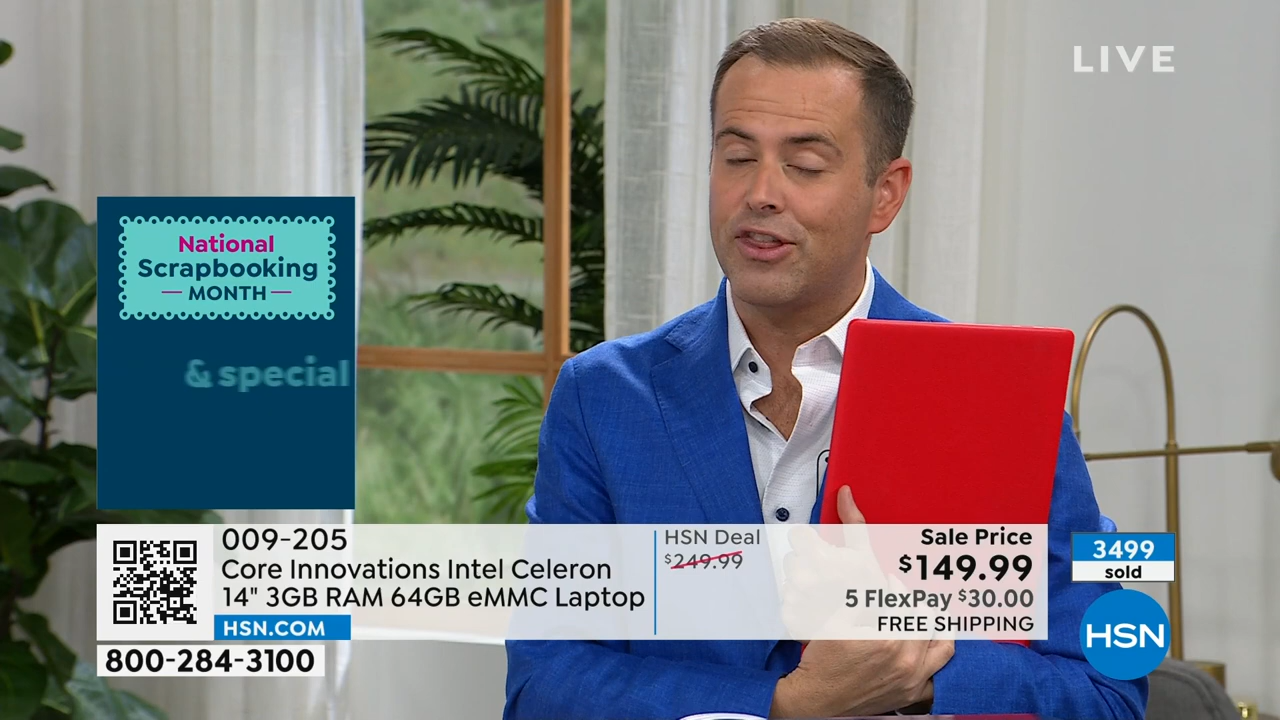 LIVE
National
Scrapbooking
MONTH
& special
009-205
Core Innovations Intel Celeron
14" 3GB RAM 64GB eMMC Laptop
HSN.COM
800-284-3100
HSN Deal
$249.99
Sale Price
$149.99
5 FlexPay $30.00
FREE SHIPPING
3499
sold
HSN